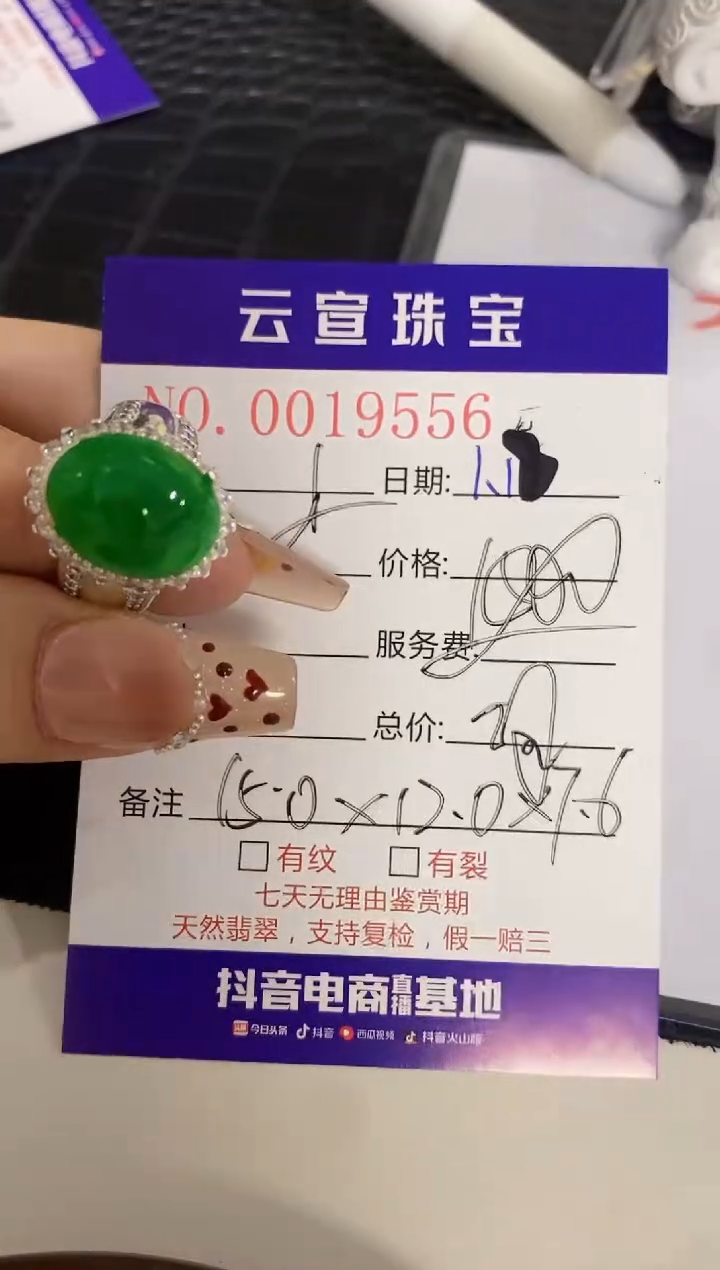 云宣珠宝
NO. 0019556
日期:
价格:
服务费:
总价:
备注 15.0×12.0×7.6
□有纹 □有裂
七天无理由鉴赏期
天然翡翠，支持复检，假一赔三
抖音电商直播基地
今日头条 抖音 西瓜视频 抖音火山版